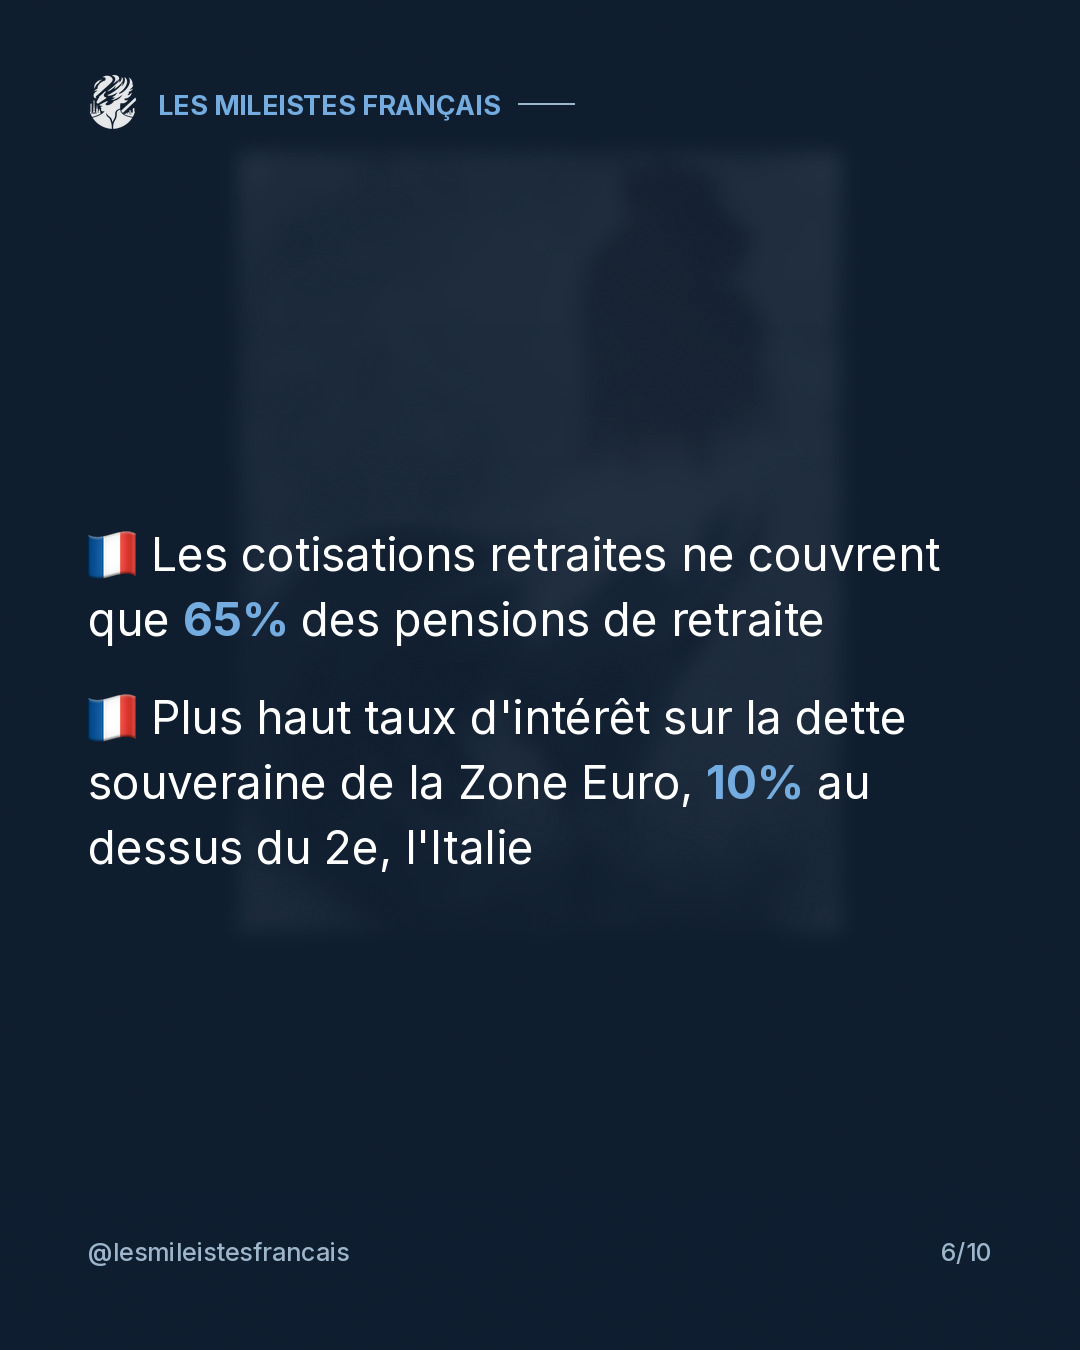 LES MILEISTES FRANÇAIS
🇫🇷 Les cotisations retraites ne couvrent
que 65% des pensions de retraite
🇫🇷 Plus haut taux d'intérêt sur la dette
souveraine de la Zone Euro, 10% au
dessus du 2e, l'Italie
@lesmileistesfrancais
6/10